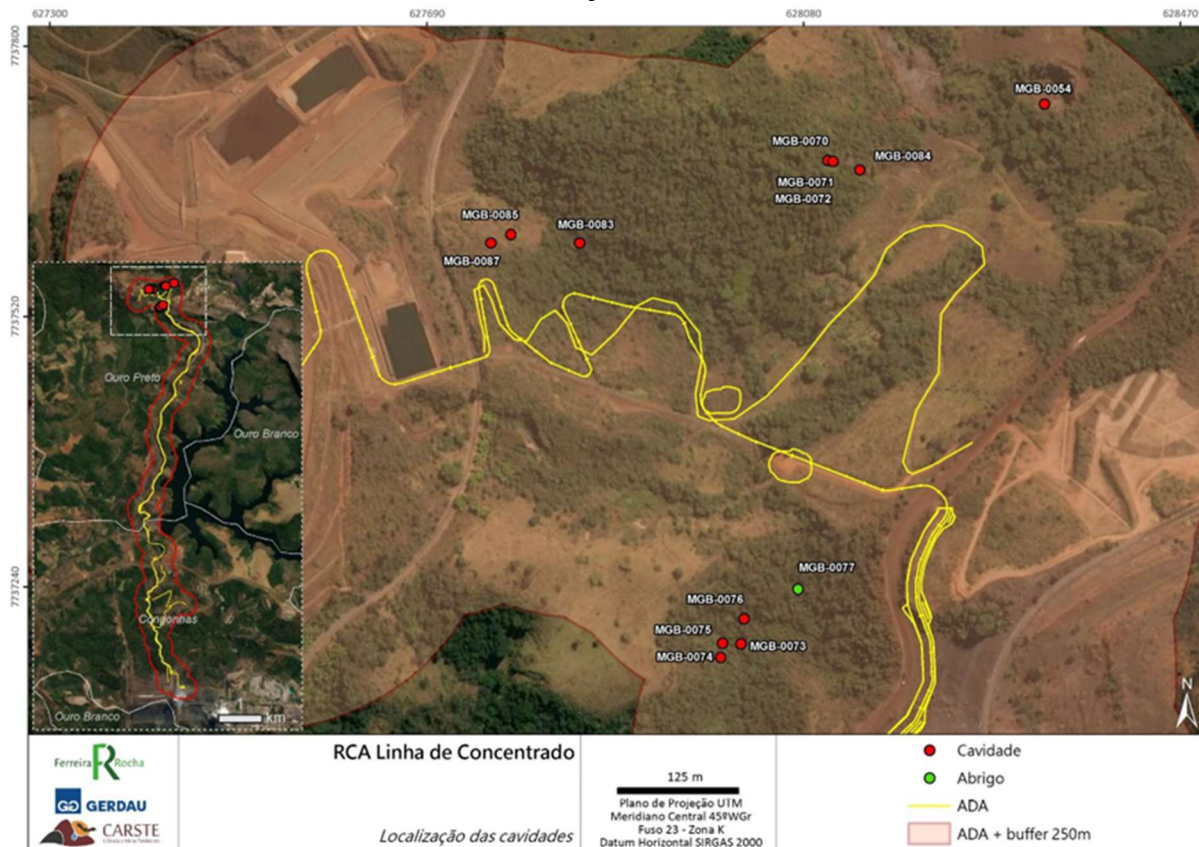 627300
627690
628080
628470
7737800
7737520
7737240
MGB-0054
MGB-0070
MGB-0084
MGB-0071
MGB-0072
MGB-0085
MGB-0083
MGB-0087
MGB-0077
MGB-0076
MGB-0075
MGB-0073
MGB-0074
Ouro Preto
Ouro Branco
Congonhas
Ouro Branco
1
km
N
Ferreira Rocha
GERDAU
CARSTE
RCA Linha de Concentrado
Localização das cavidades
125 m
Plano de Projeção UTM
Meridiano Central 45ºWGr
Fuso 23 - Zona K
Datum Horizontal SIRGAS 2000
Cavidade
Abrigo
ADA
ADA + buffer 250m